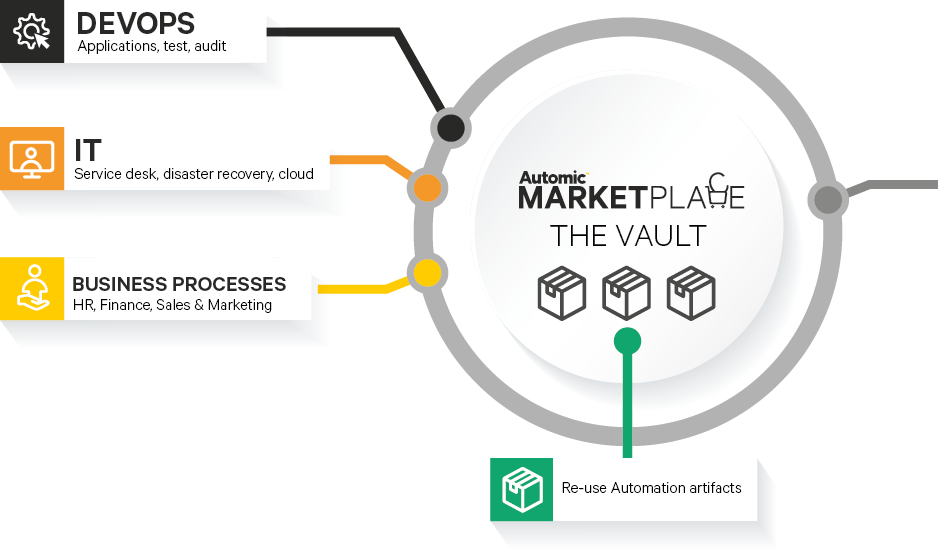 DEVOPS
Applications, test, audit
IT
Service desk, disaster recovery, cloud
BUSINESS PROCESSES
HR, Finance, Sales & Marketing
Automic
MARKETPLACE
THE VAULT
Re-use Automation artifacts